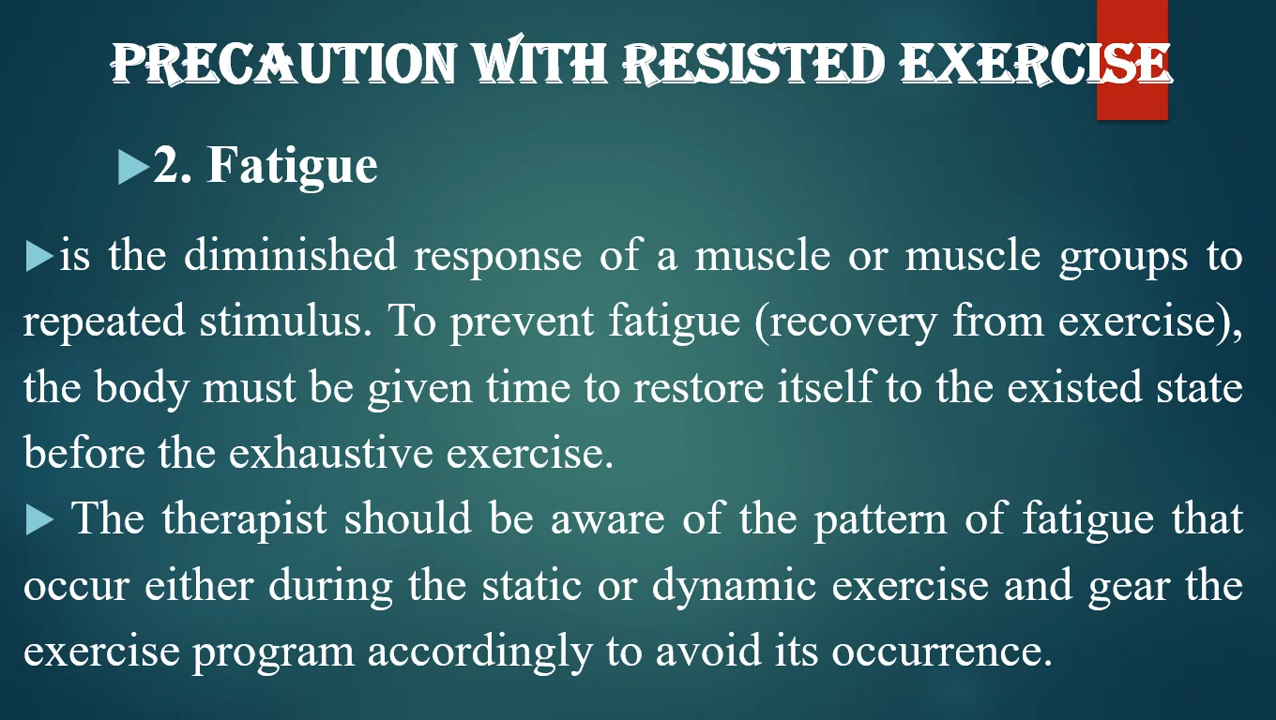 PRECAUTION WITH RESISTED EXERCISE
2. Fatigue
is the diminished response of a muscle or muscle groups to
repeated stimulus. To prevent fatigue (recovery from exercise),
the body must be given time to restore itself to the existed state
before the exhaustive exercise.
The therapist should be aware of the pattern of fatigue that
occur either during the static or dynamic exercise and gear the
exercise program accordingly to avoid its occurrence.